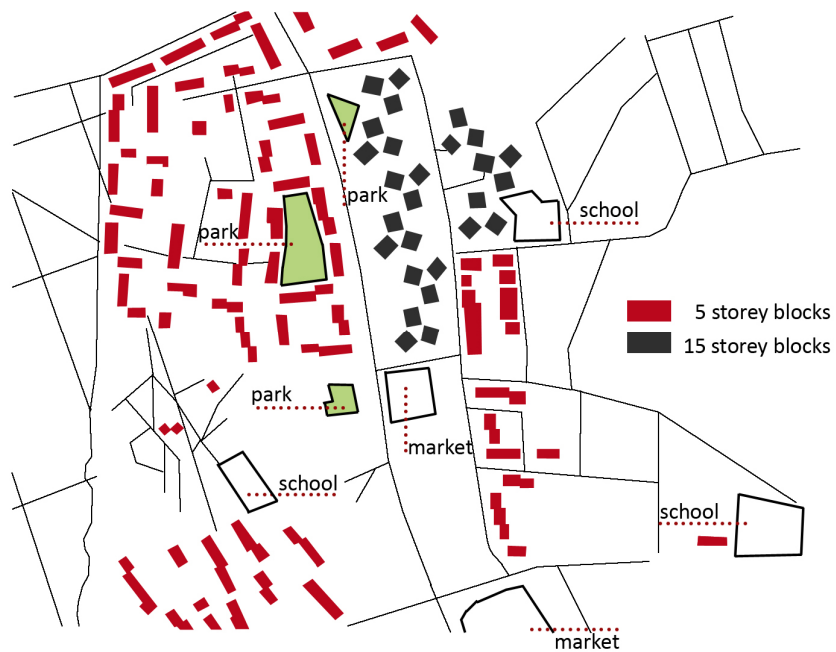 park
school
park
5 storey blocks
15 storey blocks
park
market
school
school
market